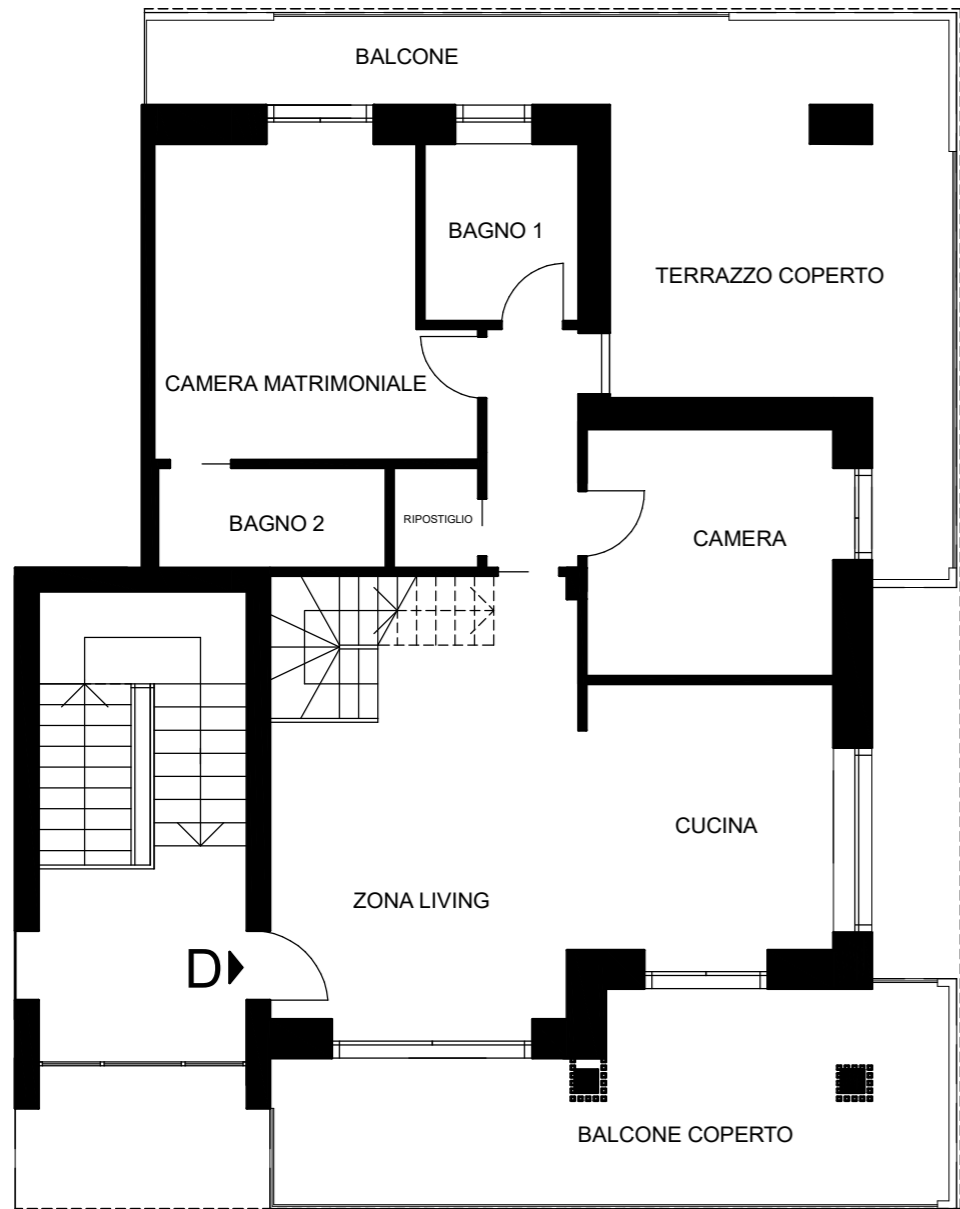 BALCONE
BAGNO 1
TERRAZZO COPERTO
CAMERA MATRIMONIALE
BAGNO 2
RIPOSTIGLIO
CAMERA
CUCINA
ZONA LIVING
D
BALCONE COPERTO